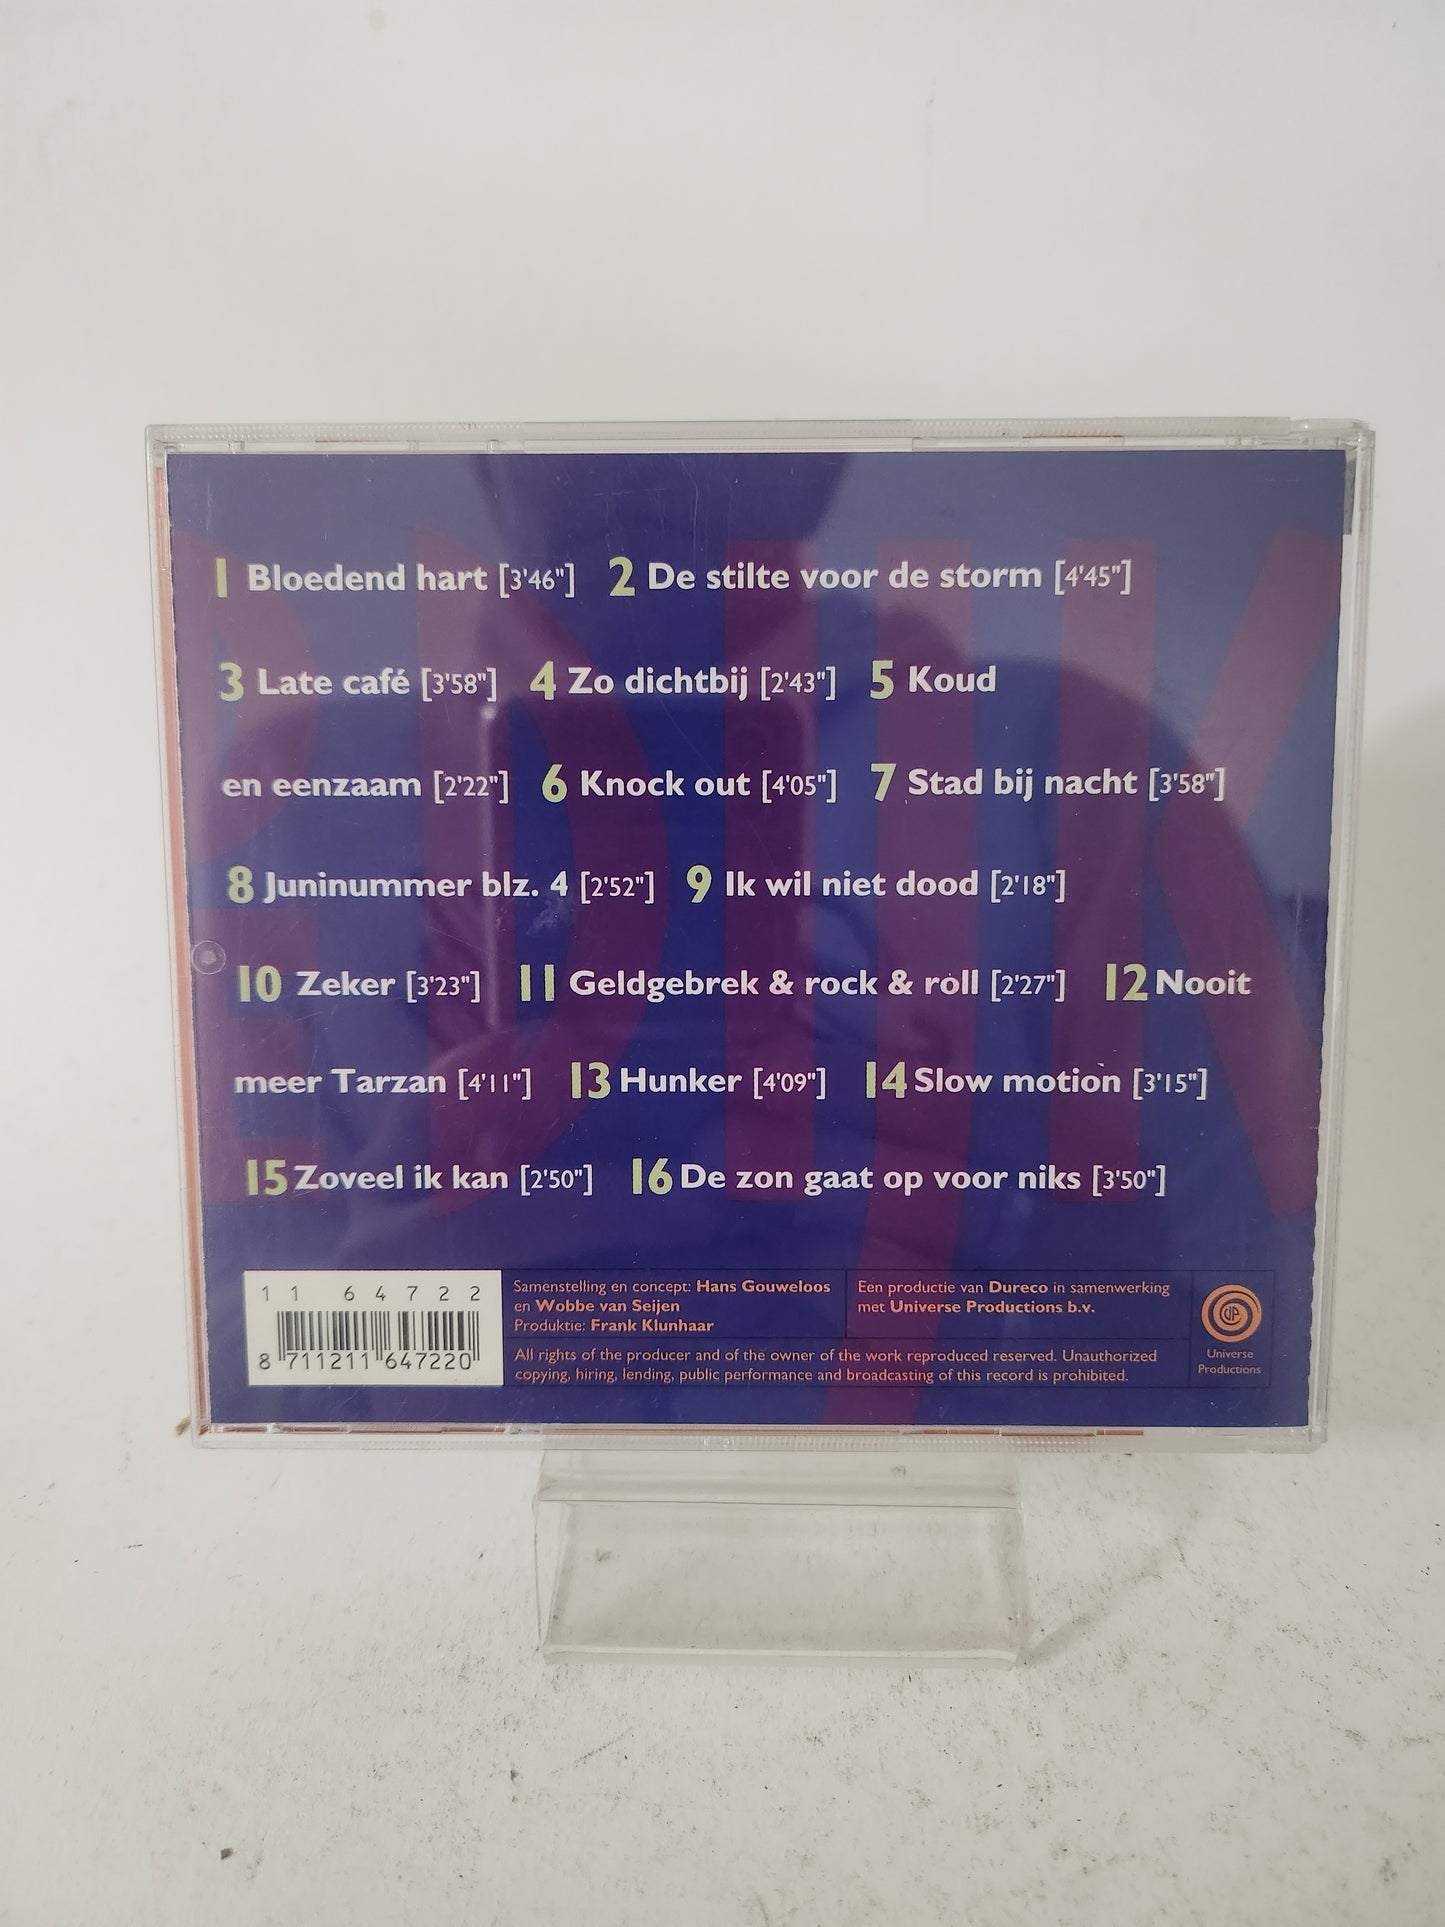 1 Bloedend hart [3'46"] 2 De stilte voor de storm [4'45"]
3 Late café [3'58"] 4 Zo dichtbij [2'43"] 5 Koud
en eenzaam [2'22"] 6 Knock out [4'05"] 7 Stad bij nacht [3'58"]
8 Juninummer blz. 4 [2'52"] 9 Ik wil niet dood [2'18"]
10 Zeker [3'23"] 11 Geldgebrek & rock & roll [2'27"] 12 Nooit
meer Tarzan [4'11"] 13 Hunker [4'09"] 14 Slow motion [3'15"]
15 Zoveel ik kan [2'50"] 16 De zon gaat op voor niks [3'50"]
11 64722
8 711211 647220
Samenstelling en concept: Hans Gouweloos
en Wobbe van Seijen
Produktie: Frank Klunhaar
Een productie van Dureco in samenwerking
met Universe Productions b.v.
All rights of the producer and of the owner of the work reproduced reserved. Unauthorized
copying, hiring, lending, public performance and broadcasting of this record is prohibited.
UP
Universe
Productions